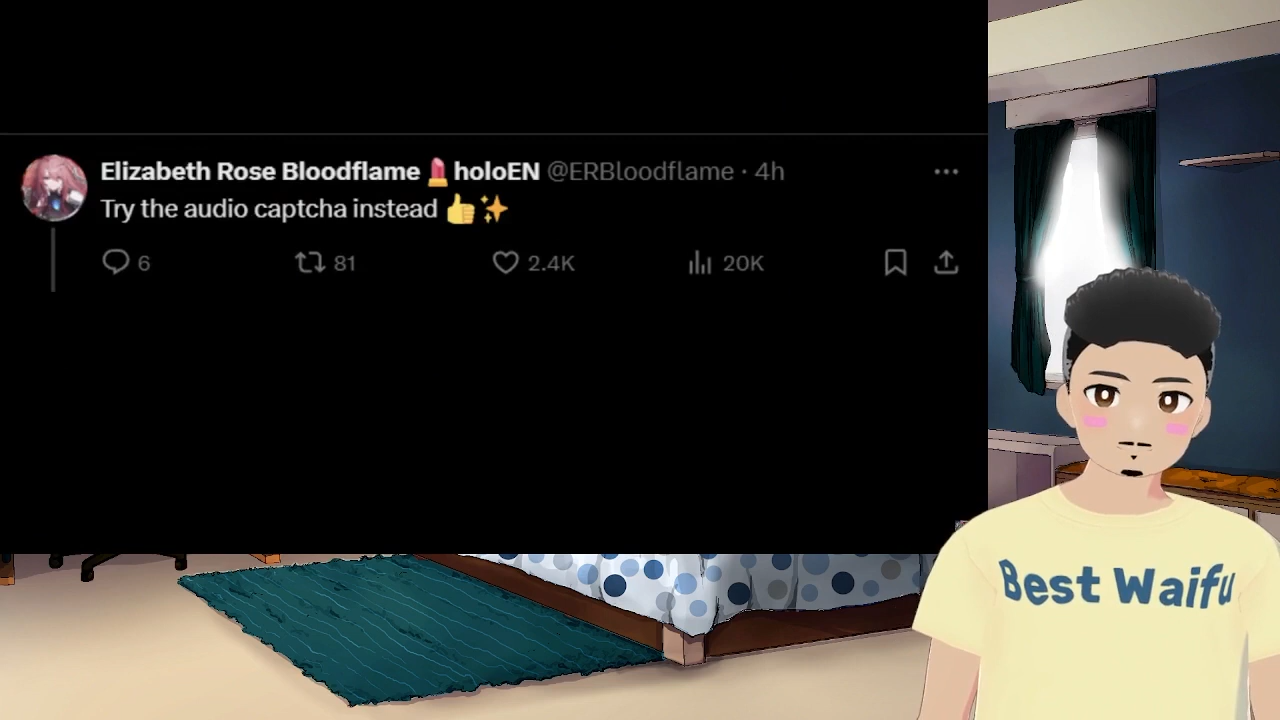 Elizabeth Rose Bloodflame 💄 holoEN @ERBloodflame · 4h
Try the audio captcha instead 👍✨
6 81 2.4K 20K
Best Waifu